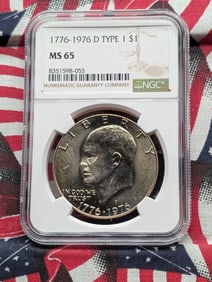 1776-1976 D TYPE 1 $1
MS 65
8351598-055
NUMISMATIC GUARANTY COMPANY
NGC
LIBERTY
IN GOD WE
TRUST
1776-1976